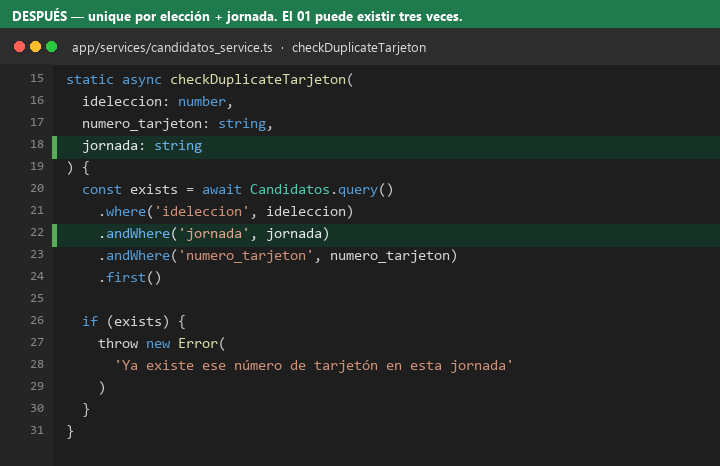 DESPUÉS — unique por elección + jornada. El 01 puede existir tres veces.
app/services/candidatos_service.ts · checkDuplicateTarjeton
15 static async checkDuplicateTarjeton(
16 ideleccion: number,
17 numero_tarjeton: string,
18 jornada: string
19 ) {
20 const exists = await Candidatos.query()
21 .where('ideleccion', ideleccion)
22 .andWhere('jornada', jornada)
23 .andWhere('numero_tarjeton', numero_tarjeton)
24 .first()
25
26 if (exists) {
27 throw new Error(
28 'Ya existe ese número de tarjetón en esta jornada'
29 )
30 }
31 }